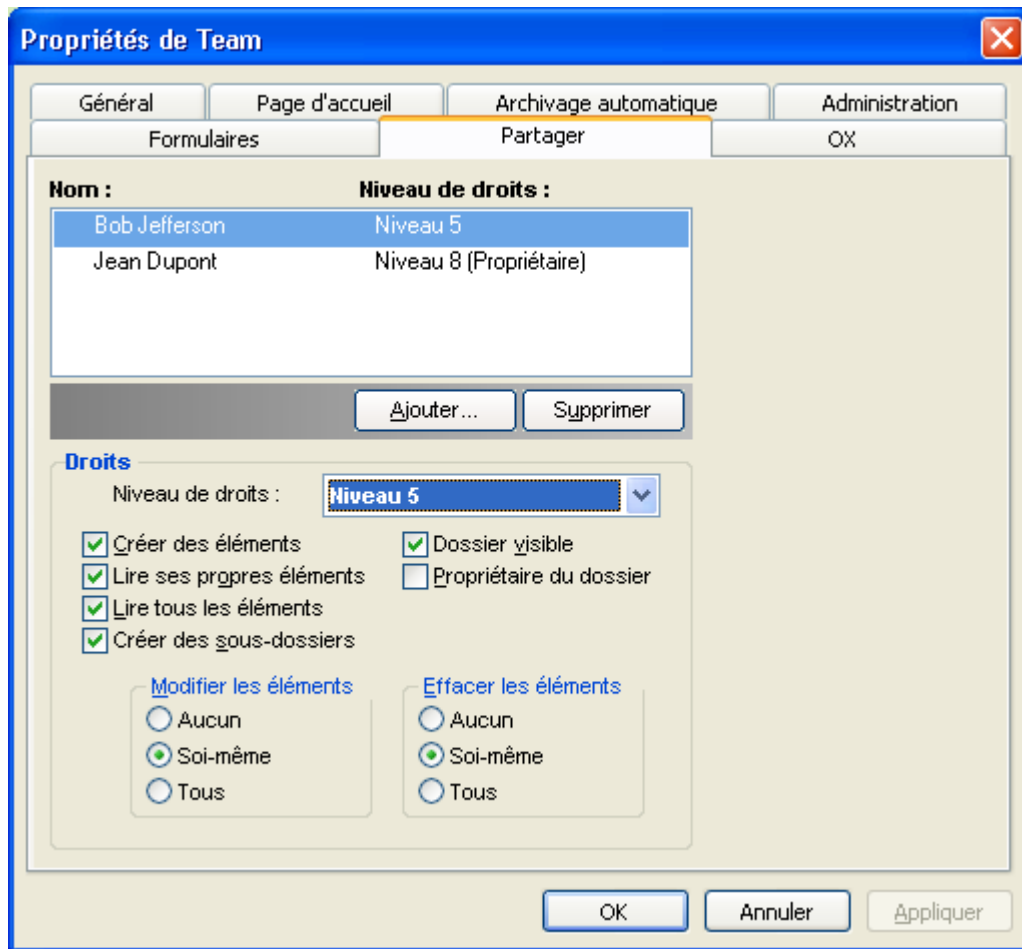 Propriétés de Team
Général Page d'accueil Archivage automatique Administration
Formulaires Partager OX
Nom : Niveau de droits :
Bob Jefferson Niveau 5
Jean Dupont Niveau 8 (Propriétaire)
Ajouter... Supprimer
Droits
Niveau de droits : Niveau 5
Créer des éléments Dossier visible
Lire ses propres éléments Propriétaire du dossier
Lire tous les éléments
Créer des sous-dossiers
Modifier les éléments Effacer les éléments
Aucun Aucun
Soi-même Soi-même
Tous Tous
OK Annuler Appliquer